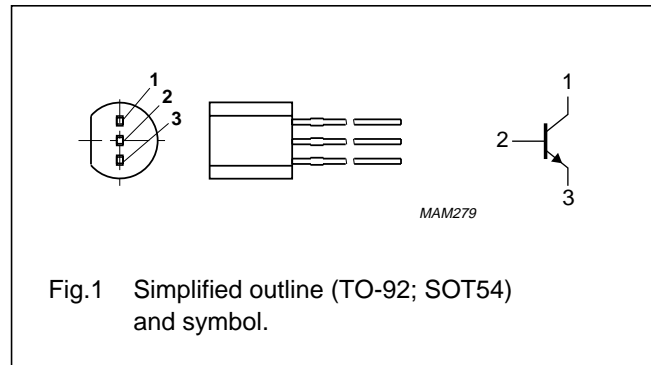 1
2
3
1
2
3
MAM279
Fig.1 Simplified outline (TO-92; SOT54)
and symbol.